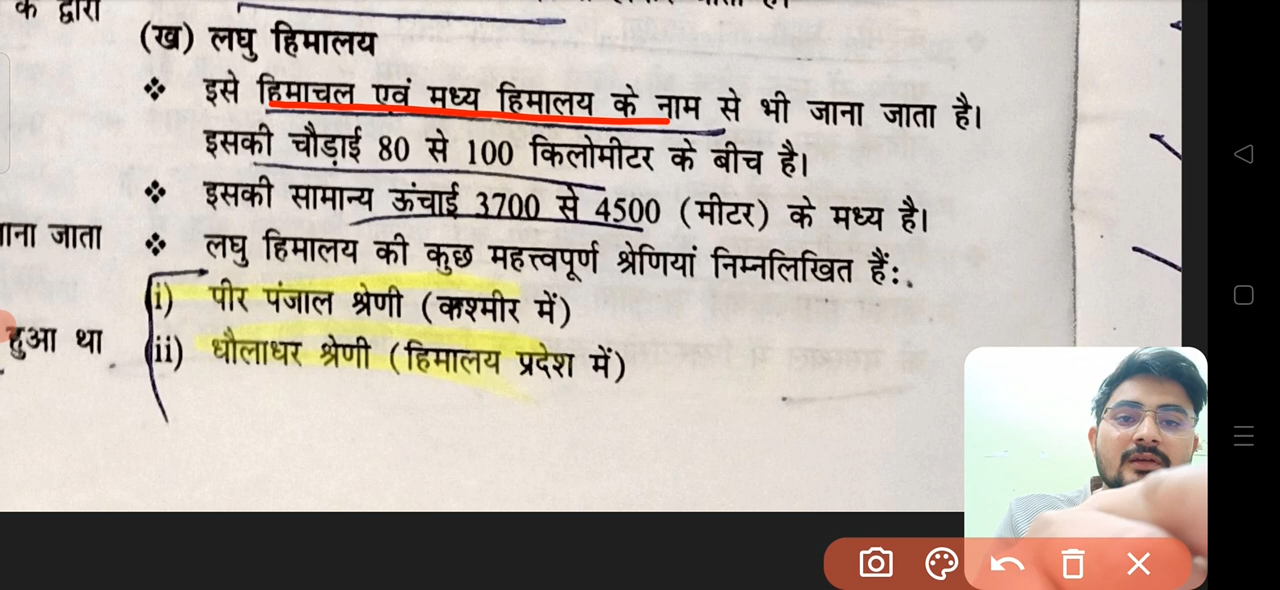 के द्वारा
(ख) लघु हिमालय
❖ इसे हिमाचल एवं मध्य हिमालय के नाम से भी जाना जाता है।
इसकी चौड़ाई 80 से 100 किलोमीटर के बीच है।
❖ इसकी सामान्य ऊंचाई 3700 से 4500 (मीटर) के मध्य है।
जाता
❖ लघु हिमालय की कुछ महत्त्वपूर्ण श्रेणियां निम्नलिखित हैं:.
i) पीर पंजाल श्रेणी (कश्मीर में)
हुआ था
ii) धौलाधर श्रेणी (हिमालय प्रदेश में)